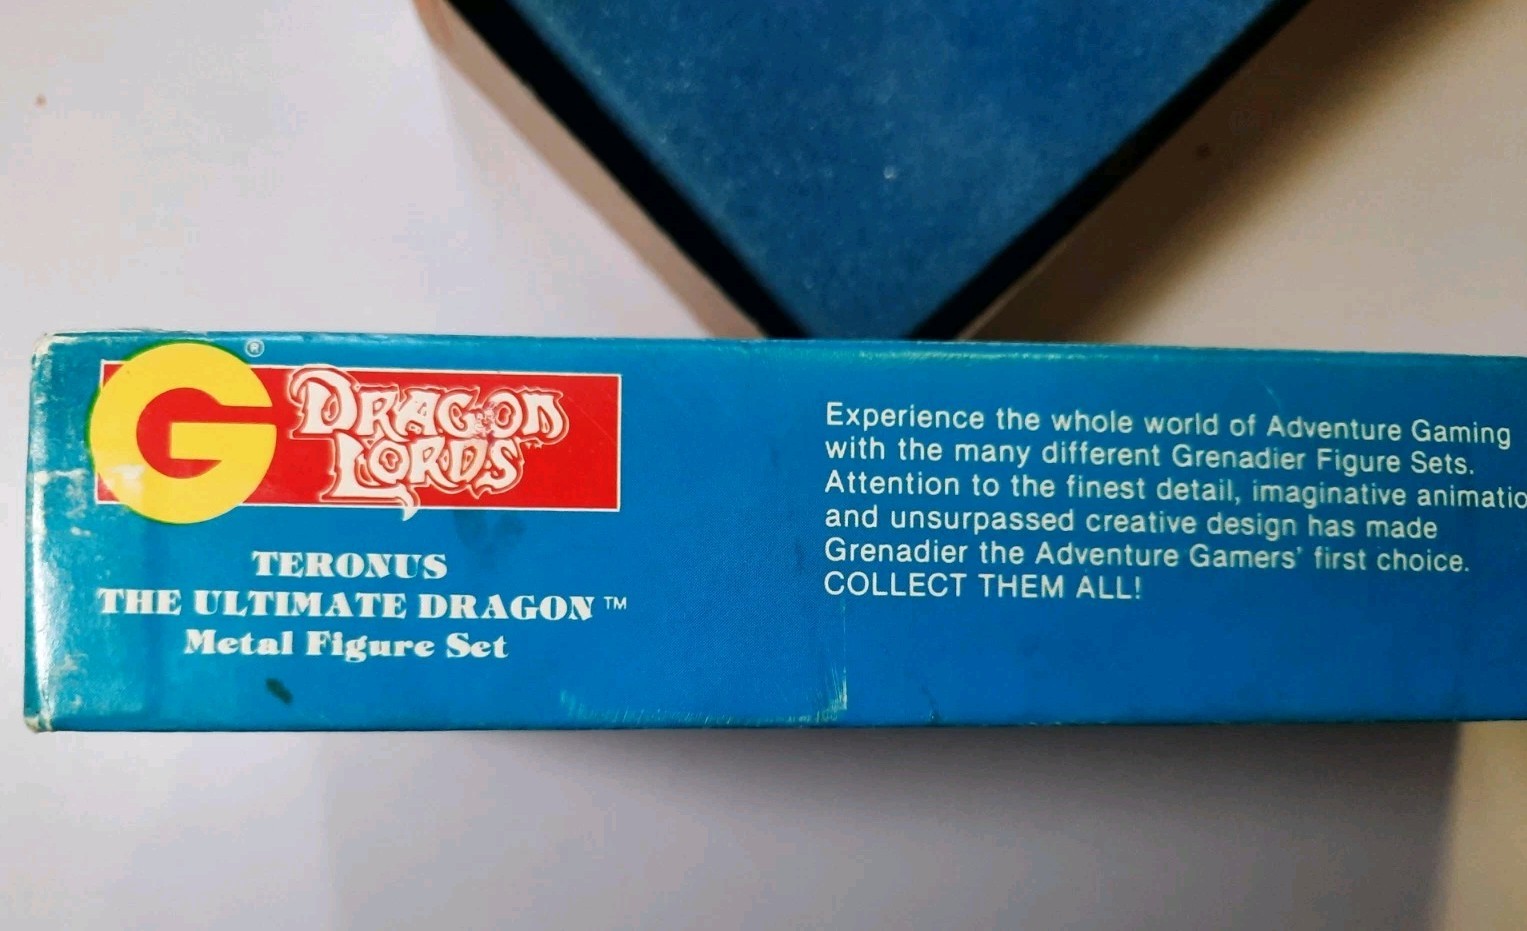 G®
DRAGON
LORDS™
TERONUS
THE ULTIMATE DRAGON™
Metal Figure Set
Experience the whole world of Adventure Gaming
with the many different Grenadier Figure Sets.
Attention to the finest detail, imaginative animatio
and unsurpassed creative design has made
Grenadier the Adventure Gamers' first choice.
COLLECT THEM ALL!